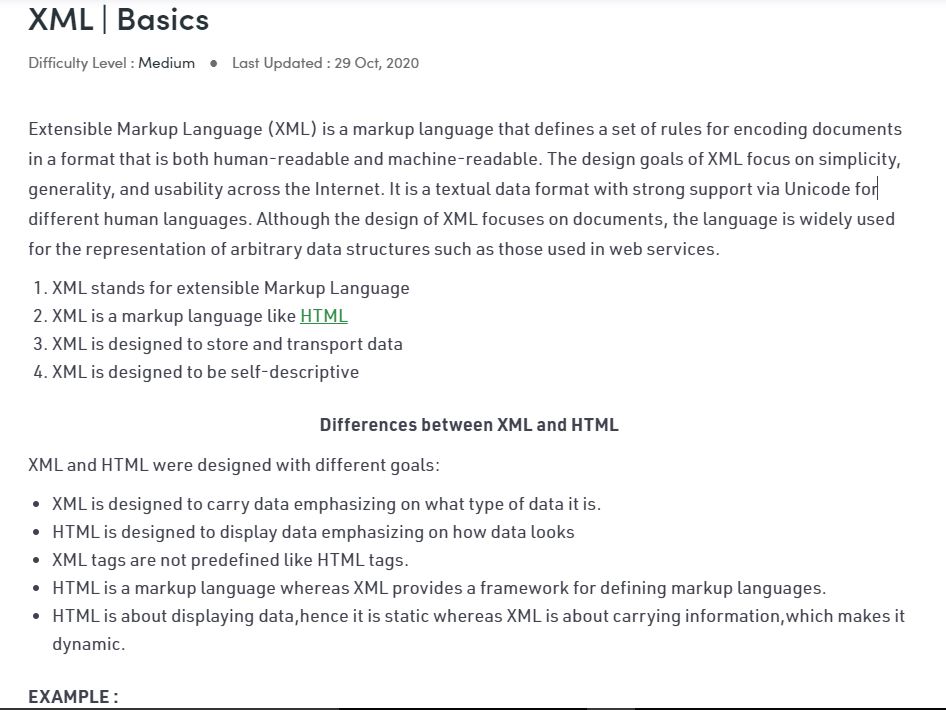 XML | Basics
Difficulty Level : Medium ● Last Updated : 29 Oct, 2020
Extensible Markup Language (XML) is a markup language that defines a set of rules for encoding documents
in a format that is both human-readable and machine-readable. The design goals of XML focus on simplicity,
generality, and usability across the Internet. It is a textual data format with strong support via Unicode for
different human languages. Although the design of XML focuses on documents, the language is widely used
for the representation of arbitrary data structures such as those used in web services.
1. XML stands for extensible Markup Language
2. XML is a markup language like HTML
3. XML is designed to store and transport data
4. XML is designed to be self-descriptive
Differences between XML and HTML
XML and HTML were designed with different goals:
• XML is designed to carry data emphasizing on what type of data it is.
• HTML is designed to display data emphasizing on how data looks
• XML tags are not predefined like HTML tags.
• HTML is a markup language whereas XML provides a framework for defining markup languages.
• HTML is about displaying data,hence it is static whereas XML is about carrying information,which makes it
dynamic.
EXAMPLE :